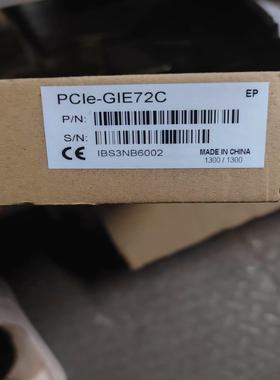 PCIe-GIE72C EP
P/N:
S/N:
CE IBS3NB6002 MADE IN CHINA
1300 / 1300